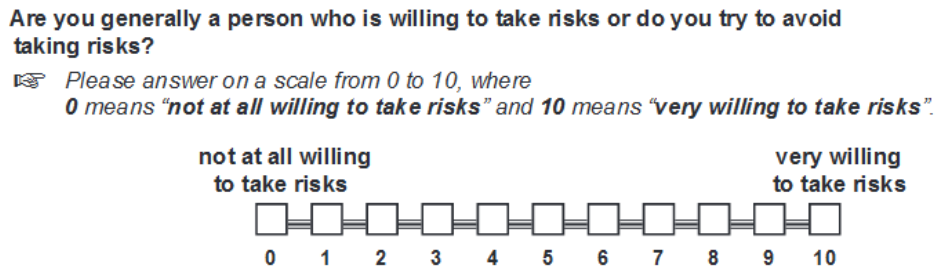 Are you generally a person who is willing to take risks or do you try to avoid
taking risks?
☞ Please answer on a scale from 0 to 10, where
0 means “not at all willing to take risks” and 10 means “very willing to take risks”.
not at all willing very willing
to take risks to take risks
0 1 2 3 4 5 6 7 8 9 10